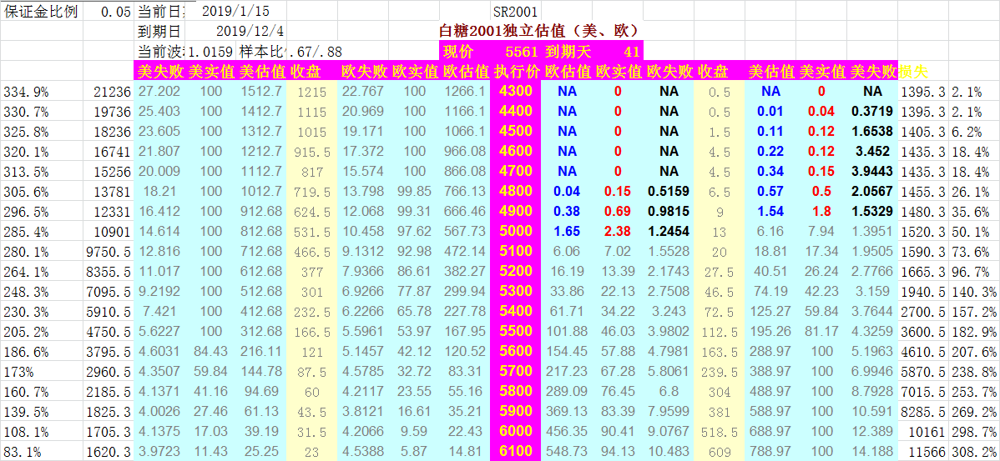 保证金比例 0.05 当前日期 2019/1/15 SR2001
到期日 2019/12/4 白糖2001独立估值（美、欧）
当前波 1.0159 样本比 .67/.88 现价 5561 到期天 41
美失败 美实值 美估值 收盘 欧失败 欧实值 欧估值 执行价 欧估值 欧实值 欧失败 收盘 美估值 美实值 美失败 损失
334.9% 21236 27.202 100 1512.7 1215 22.767 100 1266.1 4300 NA 0 NA 0.5 NA 0 NA 1395.3 2.1%
330.7% 19736 25.403 100 1412.7 1115 20.969 100 1166.1 4400 NA 0 NA 0.5 0.01 0.04 0.3719 1395.3 2.1%
325.8% 18236 23.605 100 1312.7 1015 19.171 100 1066.1 4500 NA 0 NA 1.5 0.11 0.12 1.6538 1405.3 6.2%
320.1% 16741 21.807 100 1212.7 915.5 17.372 100 966.08 4600 NA 0 NA 4.5 0.22 0.12 3.452 1435.3 18.4%
313.5% 15256 20.009 100 1112.7 817 15.574 100 866.08 4700 NA 0 NA 4.5 0.34 0.15 3.9443 1435.3 18.4%
305.6% 13781 18.21 100 1012.7 719.5 13.798 99.85 766.13 4800 0.04 0.15 0.5159 6.5 0.57 0.5 2.0567 1455.3 26.1%
296.5% 12331 16.412 100 912.68 624.5 12.068 99.31 666.46 4900 0.38 0.69 0.9815 9 1.54 1.8 1.5329 1480.3 35.6%
285.4% 10901 14.614 100 812.68 531.5 10.458 97.62 567.73 5000 1.65 2.38 1.2454 13 6.16 7.94 1.3951 1520.3 50.1%
280.1% 9750.5 12.816 100 712.68 466.5 9.1312 92.98 472.14 5100 6.06 7.02 1.5528 20 18.81 17.34 1.9505 1590.3 73.6%
264.1% 8355.5 11.017 100 612.68 377 7.9366 86.61 382.27 5200 16.19 13.39 2.1743 27.5 40.51 26.24 2.7766 1665.3 96.7%
248.3% 7095.5 9.2192 100 512.68 301 6.9266 77.87 299.94 5300 33.86 22.13 2.7508 46.5 74.19 42.23 3.159 1940.5 140.3%
230.3% 5910.5 7.421 100 412.68 232.5 6.2266 65.78 227.78 5400 61.71 34.22 3.243 72.5 125.27 59.84 3.7644 2700.5 157.2%
205.2% 4750.5 5.6227 100 312.68 166.5 5.5961 53.97 167.95 5500 101.88 46.03 3.9802 112.5 195.26 81.17 4.3259 3600.5 182.9%
186.6% 3795.5 4.6031 84.43 216.11 121 5.1457 42.12 120.52 5600 154.45 57.88 4.7981 163.5 288.97 100 5.1963 4610.5 207.6%
173% 2960.5 4.3507 59.84 144.78 87.5 4.5785 32.72 83.31 5700 217.23 67.28 5.8061 239.5 388.97 100 6.9946 5870.5 238.8%
160.7% 2185.5 4.1371 41.16 94.69 60 4.2117 23.55 55.16 5800 289.09 76.45 6.8 304 488.97 100 8.7928 7015.5 253.7%
139.5% 1825.3 4.0026 27.46 61.13 43.5 3.8121 16.61 35.21 5900 369.13 83.39 7.9599 381 588.97 100 10.591 8285.5 269.2%
108.1% 1705.3 4.1375 17.03 39.19 31.5 4.2066 9.59 22.43 6000 456.35 90.41 9.0767 518.5 688.97 100 12.389 10161 298.7%
83.1% 1620.3 3.9723 11.43 25.25 23 4.5388 5.87 14.81 6100 548.73 94.13 10.483 609 788.97 100 14.188 11566 308.2%